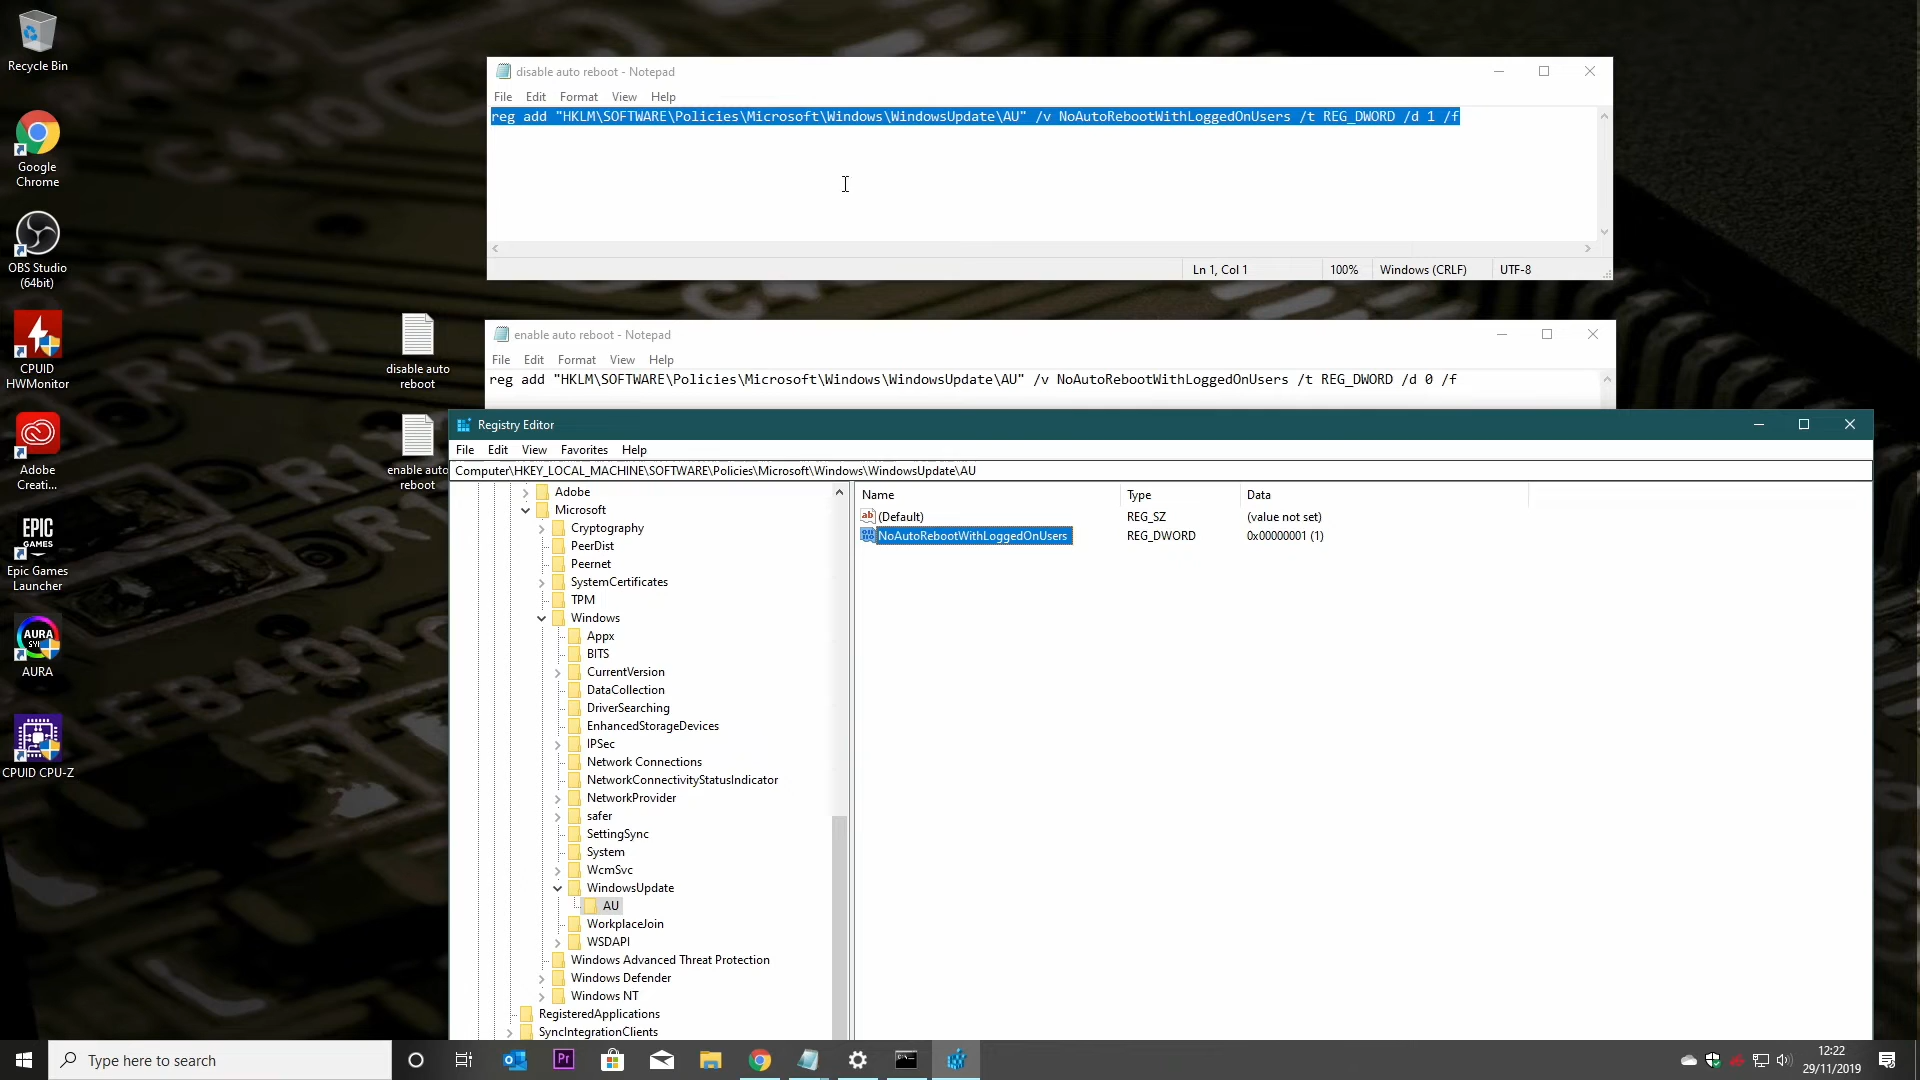 Recycle Bin
Google
Chrome
OBS Studio
(64bit)
CPUID
HWMonitor
Adobe
Creati...
EPIC
GAMES
Epic Games
Launcher
AURA
AURA
CPUID CPU-Z
disable auto
reboot
enable auto
reboot
disable auto reboot - Notepad
File Edit Format View Help
reg add "HKLM\SOFTWARE\Policies\Microsoft\Windows\WindowsUpdate\AU" /v NoAutoRebootWithLoggedOnUsers /t REG_DWORD /d 1 /f
Ln 1, Col 1 100% Windows (CRLF) UTF-8
enable auto reboot - Notepad
File Edit Format View Help
reg add "HKLM\SOFTWARE\Policies\Microsoft\Windows\WindowsUpdate\AU" /v NoAutoRebootWithLoggedOnUsers /t REG_DWORD /d 0 /f
Registry Editor
File Edit View Favorites Help
Computer\HKEY_LOCAL_MACHINE\SOFTWARE\Policies\Microsoft\Windows\WindowsUpdate\AU
Adobe
Microsoft
Cryptography
PeerDist
Peernet
SystemCertificates
TPM
Windows
Appx
BITS
CurrentVersion
DataCollection
DriverSearching
EnhancedStorageDevices
IPSec
Network Connections
NetworkConnectivityStatusIndicator
NetworkProvider
safer
SettingSync
System
WcmSvc
WindowsUpdate
AU
WorkplaceJoin
WSDAPI
Windows Advanced Threat Protection
Windows Defender
Windows NT
RegisteredApplications
SyncIntegrationClients
Name Type Data
ab (Default) REG_SZ (value not set)
NoAutoRebootWithLoggedOnUsers REG_DWORD 0x00000001 (1)
Type here to search
Pr
12:22
29/11/2019